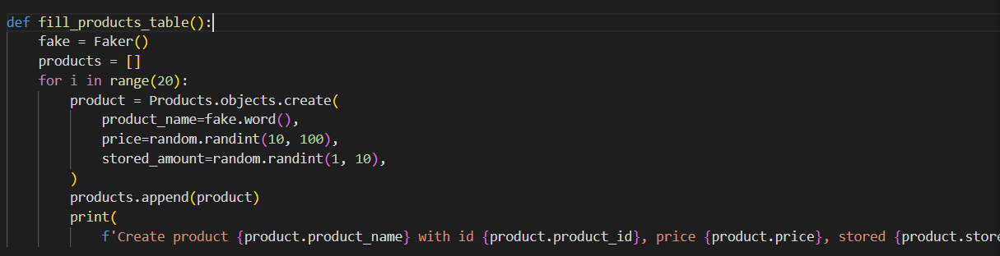 def fill_products_table():
    fake = Faker()
    products = []
    for i in range(20):
        product = Products.objects.create(
            product_name=fake.word(),
            price=random.randint(10, 100),
            stored_amount=random.randint(1, 10),
        )
        products.append(product)
        print(
            f'Create product {product.product_name} with id {product.product_id}, price {product.price}, stored {product.store